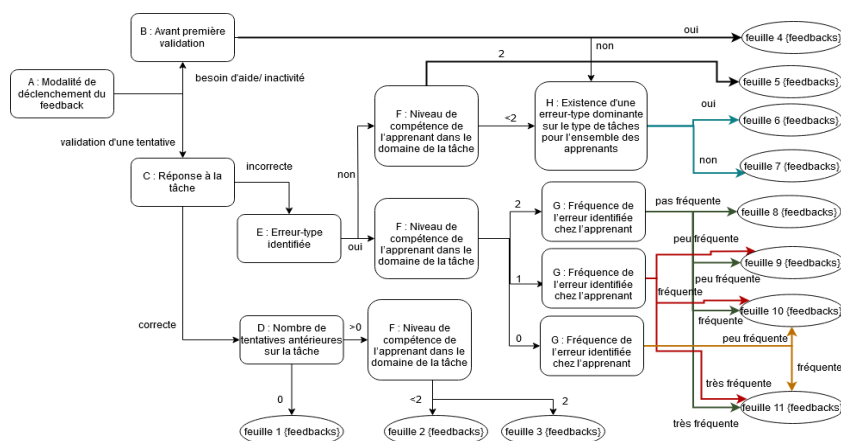 B : Avant première
validation
oui
feuille 4 {feedbacks}
non
2
feuille 5 {feedbacks}
A : Modalité de
déclenchement du
feedback
besoin d'aide/ inactivité
F : Niveau de
compétence de
l'apprenant dans le
domaine de la tâche
<2
H : Existence d'une
erreur-type dominante
sur le type de tâches
pour l'ensemble des
apprenants
oui
feuille 6 {feedbacks}
non
feuille 7 {feedbacks}
validation d'une tentative
C : Réponse à la
tâche
incorrecte
non
E : Erreur-type
identifiée
oui
F : Niveau de
compétence de
l'apprenant dans le
domaine de la tâche
2
G : Fréquence de
l'erreur identifiée
chez l'apprenant
pas fréquente
feuille 8 {feedbacks}
peu fréquente
1
G : Fréquence de
l'erreur identifiée
chez l'apprenant
peu fréquente
feuille 9 {feedbacks}
fréquente
fréquente
feuille 10 {feedbacks}
0
G : Fréquence de
l'erreur identifiée
chez l'apprenant
peu fréquente
fréquente
très fréquente
très fréquente
feuille 11 {feedbacks}
correcte
D : Nombre de
tentatives antérieures
sur la tâche
>0
F : Niveau de
compétence de
l'apprenant dans le
domaine de la tâche
0
<2
2
feuille 1 {feedbacks}
feuille 2 {feedbacks}
feuille 3 {feedbacks}